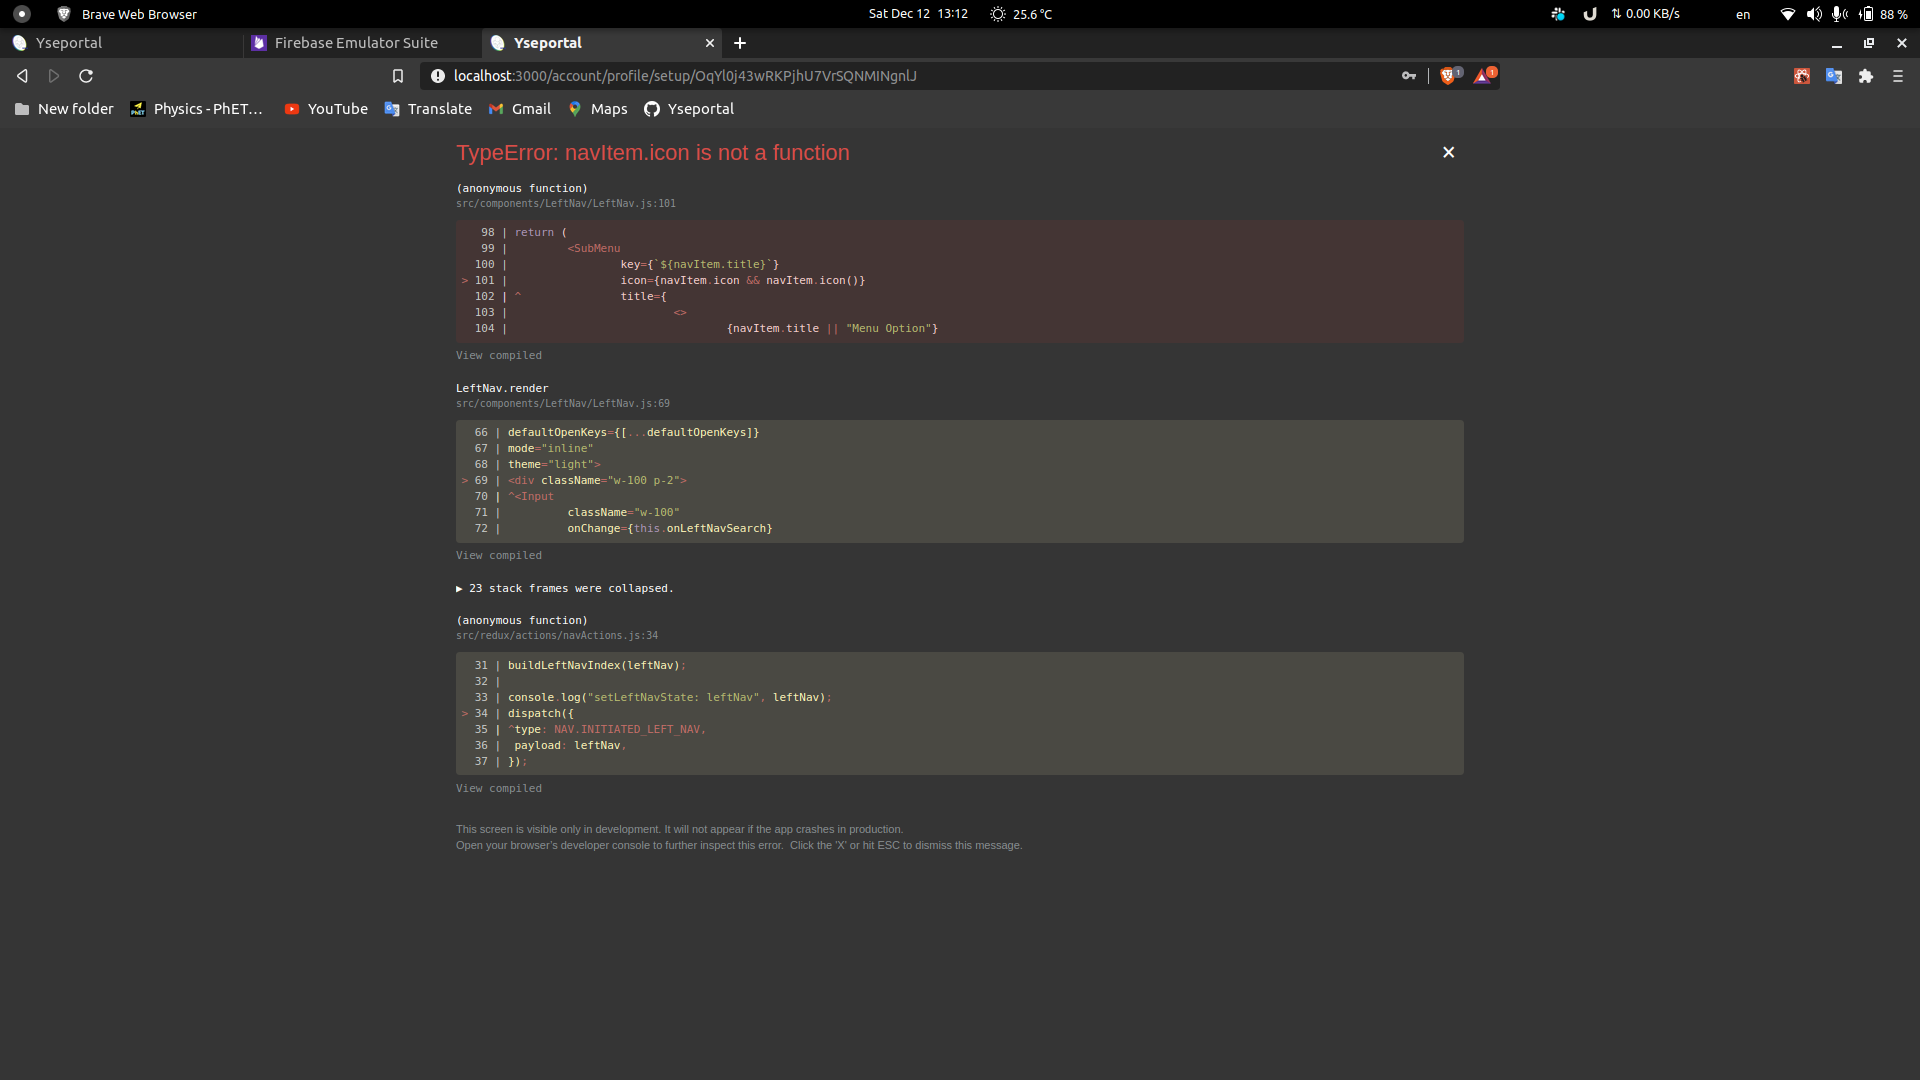 Brave Web Browser
Sat Dec 12 13:12
25.6 °C
0.00 KB/s
en
88 %
Yseportal
Firebase Emulator Suite
Yseportal
localhost:3000/account/profile/setup/OqYl0j43wRKPjhU7VrSQNMINgnlJ
1
1
New folder
Physics - PhET…
YouTube
Translate
Gmail
Maps
Yseportal
TypeError: navItem.icon is not a function
(anonymous function)
src/components/LeftNav/LeftNav.js:101
98 | return (
99 | <SubMenu
100 | key={`${navItem.title}`}
> 101 | icon={navItem.icon && navItem.icon()}
102 | ^ title={
103 | <>
104 | {navItem.title || "Menu Option"}
View compiled
LeftNav.render
src/components/LeftNav/LeftNav.js:69
66 | defaultOpenKeys={[...defaultOpenKeys]}
67 | mode="inline"
68 | theme="light">
> 69 | <div className="w-100 p-2">
70 | ^<Input
71 | className="w-100"
72 | onChange={this.onLeftNavSearch}
View compiled
▶ 23 stack frames were collapsed.
(anonymous function)
src/redux/actions/navActions.js:34
31 | buildLeftNavIndex(leftNav);
32 |
33 | console.log("setLeftNavState: leftNav", leftNav);
> 34 | dispatch({
35 | ^type: NAV.INITIATED_LEFT_NAV,
36 | payload: leftNav,
37 | });
View compiled
This screen is visible only in development. It will not appear if the app crashes in production.
Open your browser's developer console to further inspect this error. Click the 'X' or hit ESC to dismiss this message.